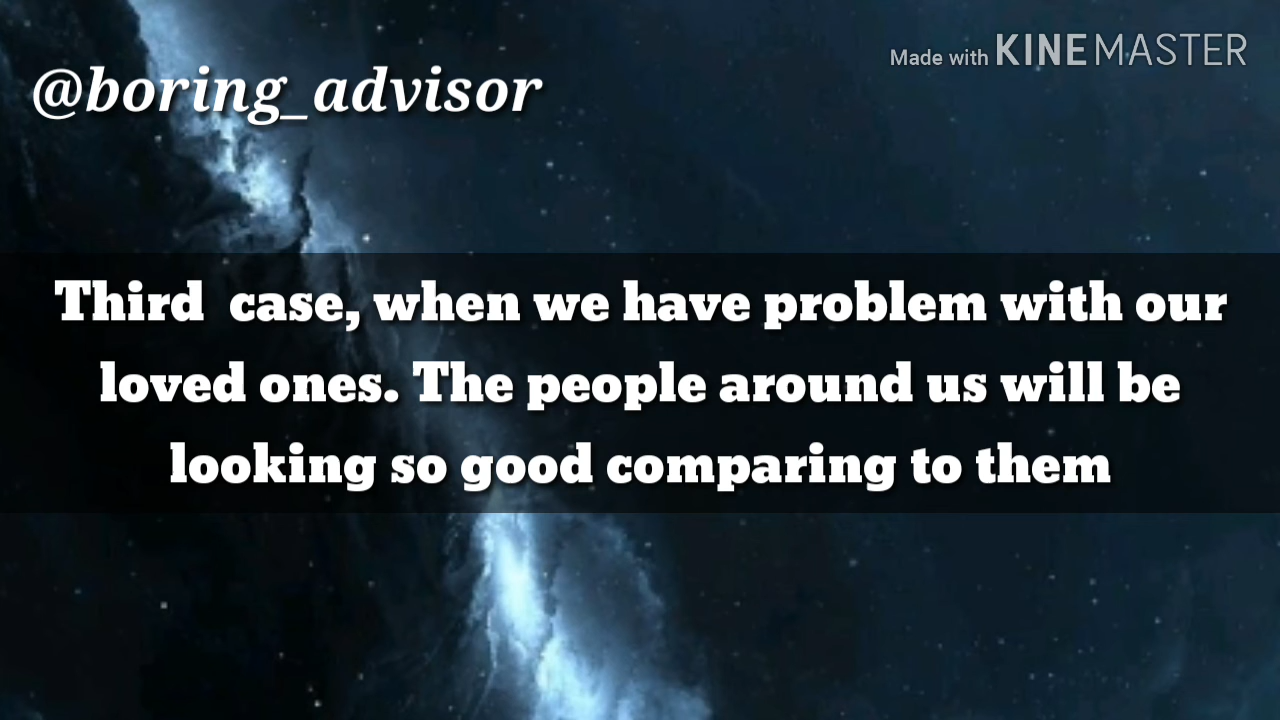 Made with KINEMASTER
@boring_advisor
Third case, when we have problem with our
loved ones. The people around us will be
looking so good comparing to them